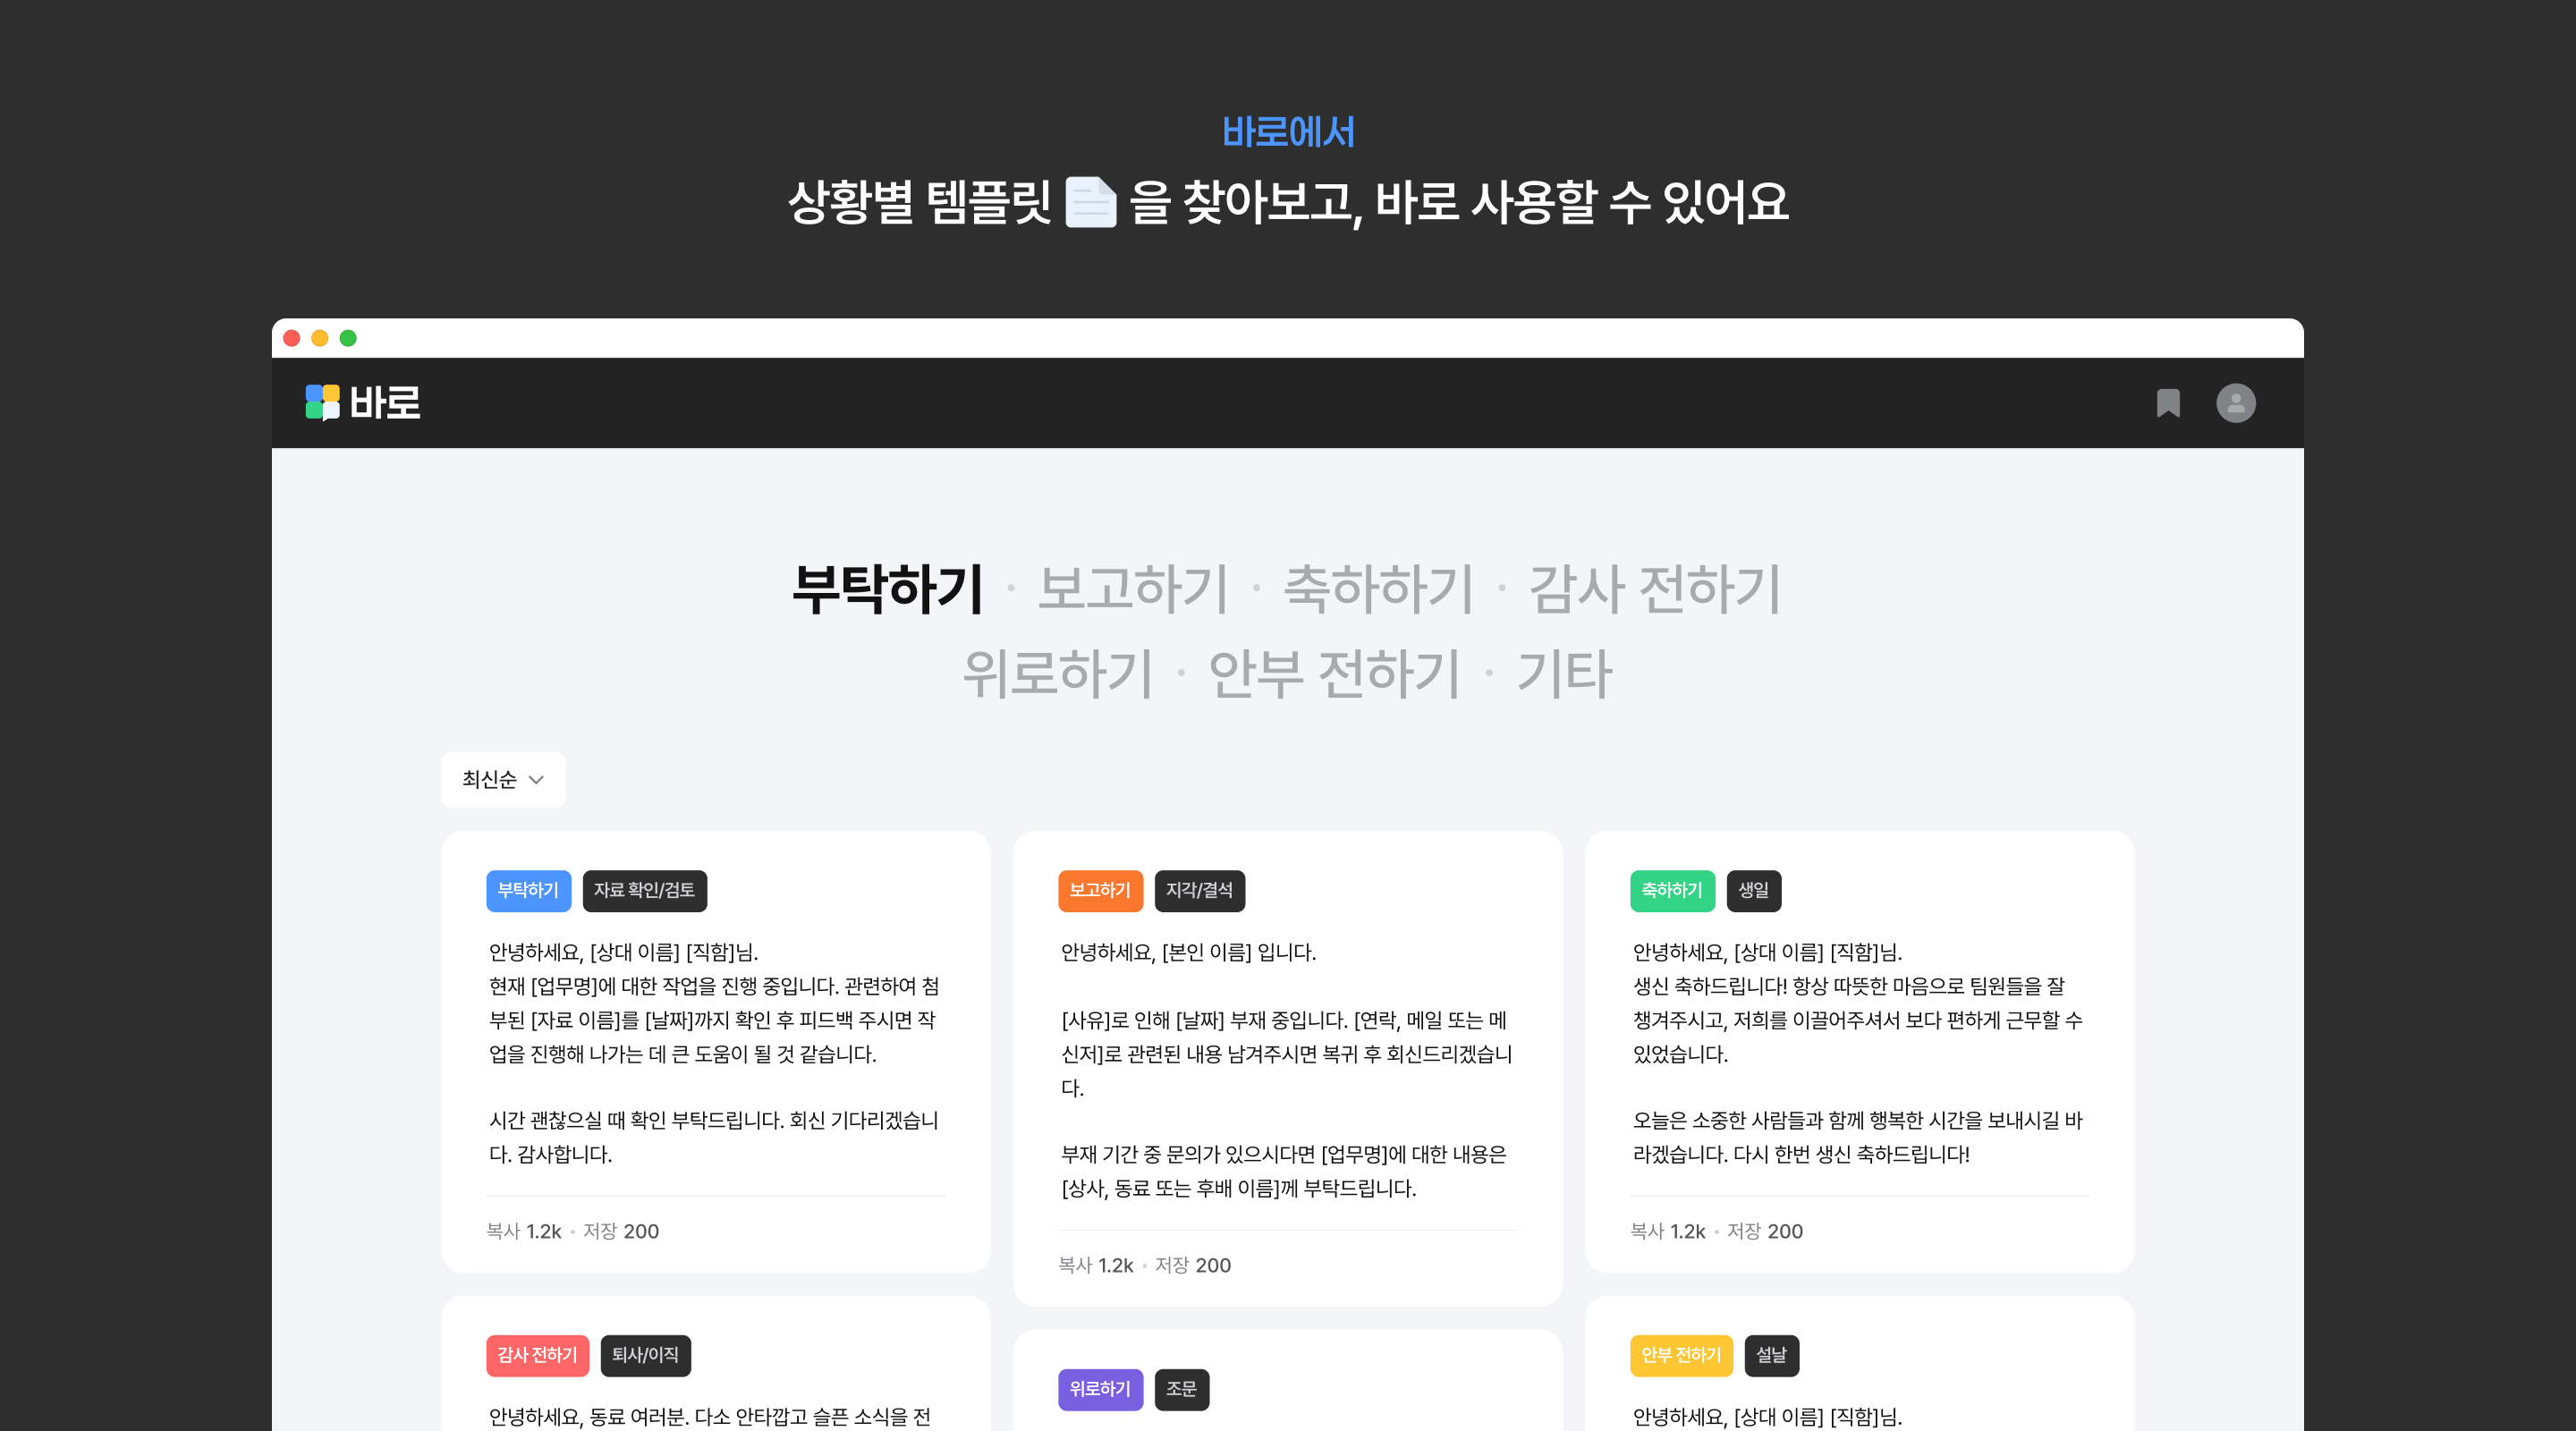 바로에서
상황별 템플릿 을 찾아보고, 바로 사용할 수 있어요
바로
부탁하기 · 보고하기 · 축하하기 · 감사 전하기
위로하기 · 안부 전하기 · 기타
최신순
부탁하기 자료 확인/검토
안녕하세요, [상대 이름] [직함]님.
현재 [업무명]에 대한 작업을 진행 중입니다. 관련하여 첨
부된 [자료 이름]를 [날짜]까지 확인 후 피드백 주시면 작
업을 진행해 나가는 데 큰 도움이 될 것 같습니다.
시간 괜찮으실 때 확인 부탁드립니다. 회신 기다리겠습니
다. 감사합니다.
복사 1.2k · 저장 200
보고하기 지각/결석
안녕하세요, [본인 이름] 입니다.
[사유]로 인해 [날짜] 부재 중입니다. [연락, 메일 또는 메
신저]로 관련된 내용 남겨주시면 복귀 후 회신드리겠습니
다.
부재 기간 중 문의가 있으시다면 [업무명]에 대한 내용은
[상사, 동료 또는 후배 이름]께 부탁드립니다.
복사 1.2k · 저장 200
축하하기 생일
안녕하세요, [상대 이름] [직함]님.
생신 축하드립니다! 항상 따뜻한 마음으로 팀원들을 잘
챙겨주시고, 저희를 이끌어주셔서 보다 편하게 근무할 수
있었습니다.
오늘은 소중한 사람들과 함께 행복한 시간을 보내시길 바
라겠습니다. 다시 한번 생신 축하드립니다!
복사 1.2k · 저장 200
감사 전하기 퇴사/이직
안녕하세요, 동료 여러분. 다소 안타깝고 슬픈 소식을 전
위로하기 조문
안부 전하기 설날
안녕하세요, [상대 이름] [직함]님.